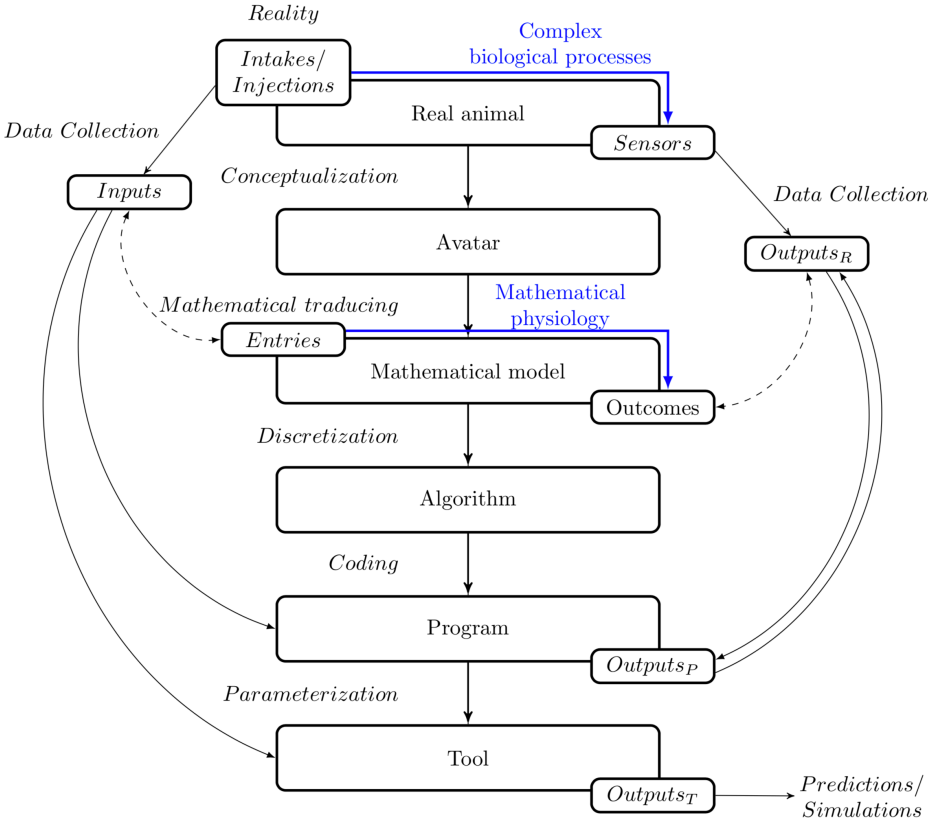 Reality
Complex
biological processes
Intakes/
Injections
Real animal
Data Collection
Sensors
Conceptualization
Inputs
Data Collection
Avatar
Outputs_R
Mathematical traducing
Mathematical
physiology
Entries
Mathematical model
Outcomes
Discretization
Algorithm
Coding
Program
Outputs_P
Parameterization
Tool
Outputs_T
Predictions/
Simulations